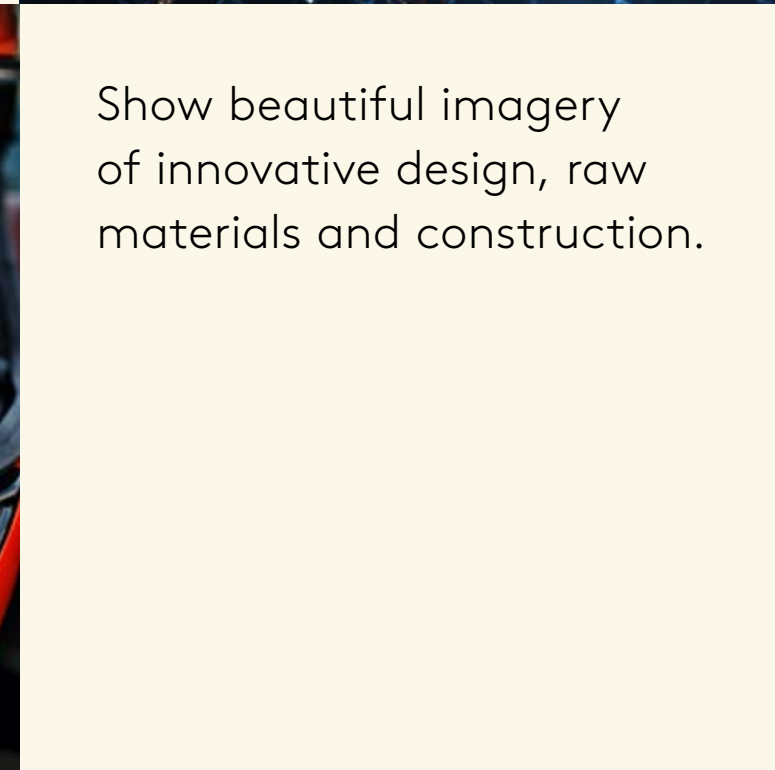 Show beautiful imagery
of innovative design, raw
materials and construction.